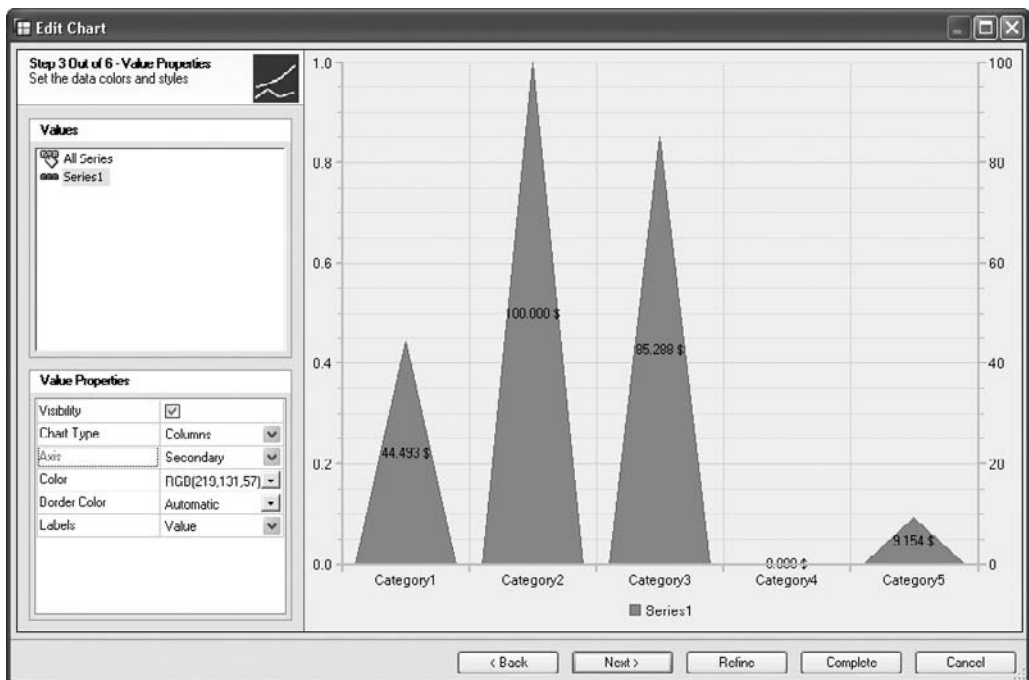 Edit Chart
Step 3 Out of 6 - Value Properties
Set the data colors and styles
Values
All Series
Series1
Value Properties
Visibility
Chart Type Columns
Axis Secondary
Color RGB(219,131,57)
Border Color Automatic
Labels Value
1.0
0.8
0.6
0.4
0.2
0.0
100
80
60
40
20
0
44.493 $
100.000 $
85.288 $
0.000 $
9.154 $
Category1 Category2 Category3 Category4 Category5
Series1
< Back Next > Refine Complete Cancel